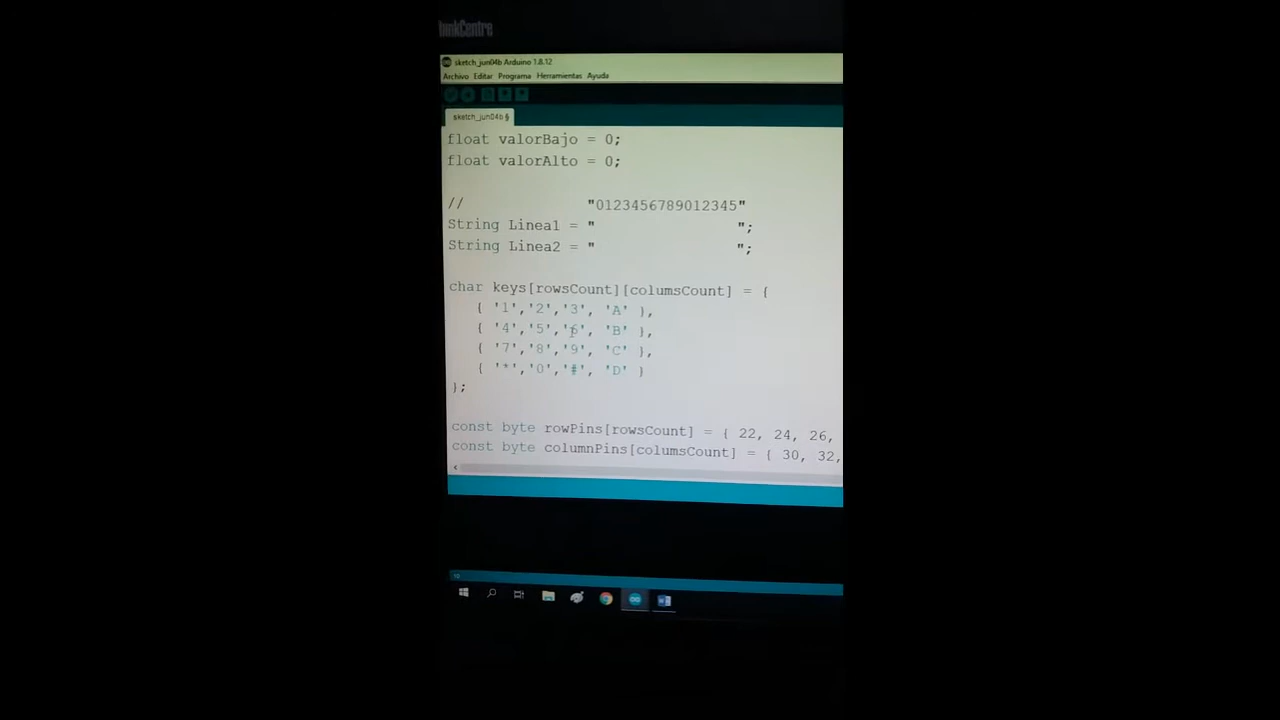 ThinkCentre
sketch_jun04b Arduino 1.8.12
Archivo Editar Programa Herramientas Ayuda
sketch_jun04b §
float valorBajo = 0;
float valorAlto = 0;
// "0123456789012345"
String Linea1 = " ";
String Linea2 = " ";
char keys[rowsCount][columsCount] = {
{ '1','2','3', 'A' },
{ '4','5','6', 'B' },
{ '7','8','9', 'C' },
{ '*','0','#', 'D' }
};
const byte rowPins[rowsCount] = { 22, 24, 26,
const byte columnPins[columsCount] = { 30, 32,